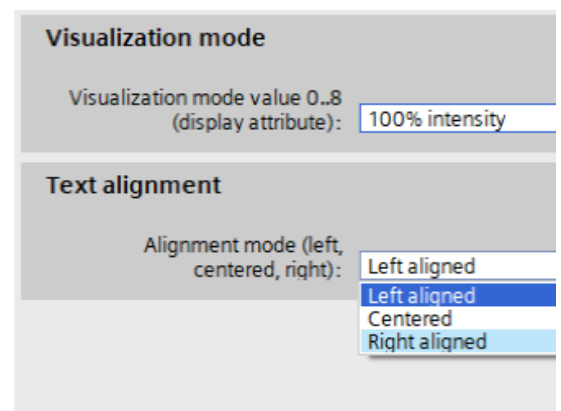 Visualization mode
Visualization mode value 0..8
(display attribute):
100% intensity
Text alignment
Alignment mode (left,
centered, right):
Left aligned
Left aligned
Centered
Right aligned